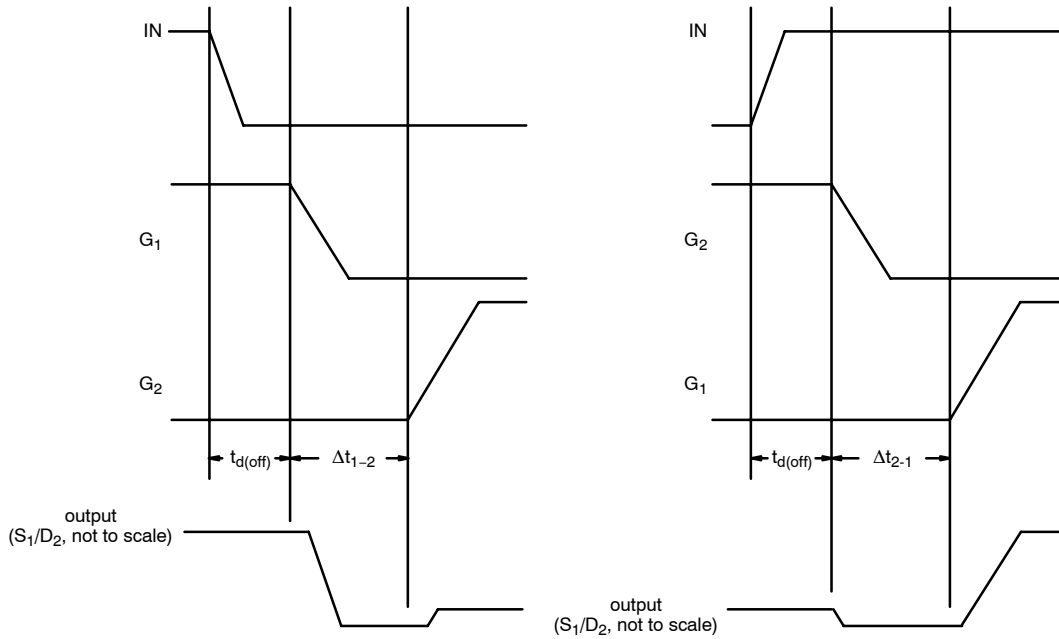 IN
G1
G2
td(off)
Δt1–2
output
(S1/D2, not to scale)
IN
G2
G1
td(off)
Δt2-1
output
(S1/D2, not to scale)